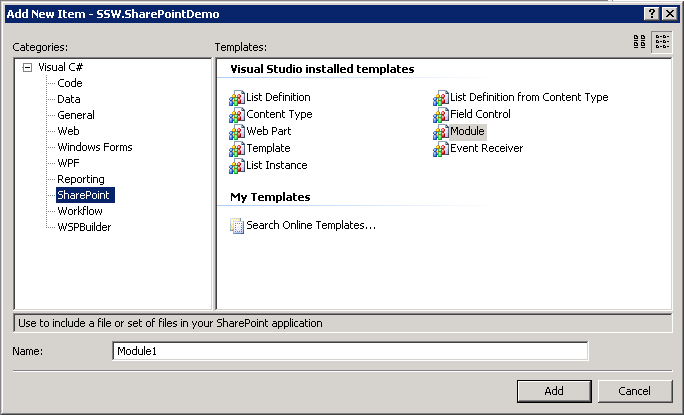 Add New Item - SSW.SharePointDemo
Categories:
Templates:
Visual C#
Code
Data
General
Web
Windows Forms
WPF
Reporting
SharePoint
Workflow
WSPBuilder
Visual Studio installed templates
List Definition
List Definition from Content Type
Content Type
Field Control
Web Part
Module
Template
Event Receiver
List Instance
My Templates
Search Online Templates...
Use to include a file or set of files in your SharePoint application
Name:
Module1
Add
Cancel